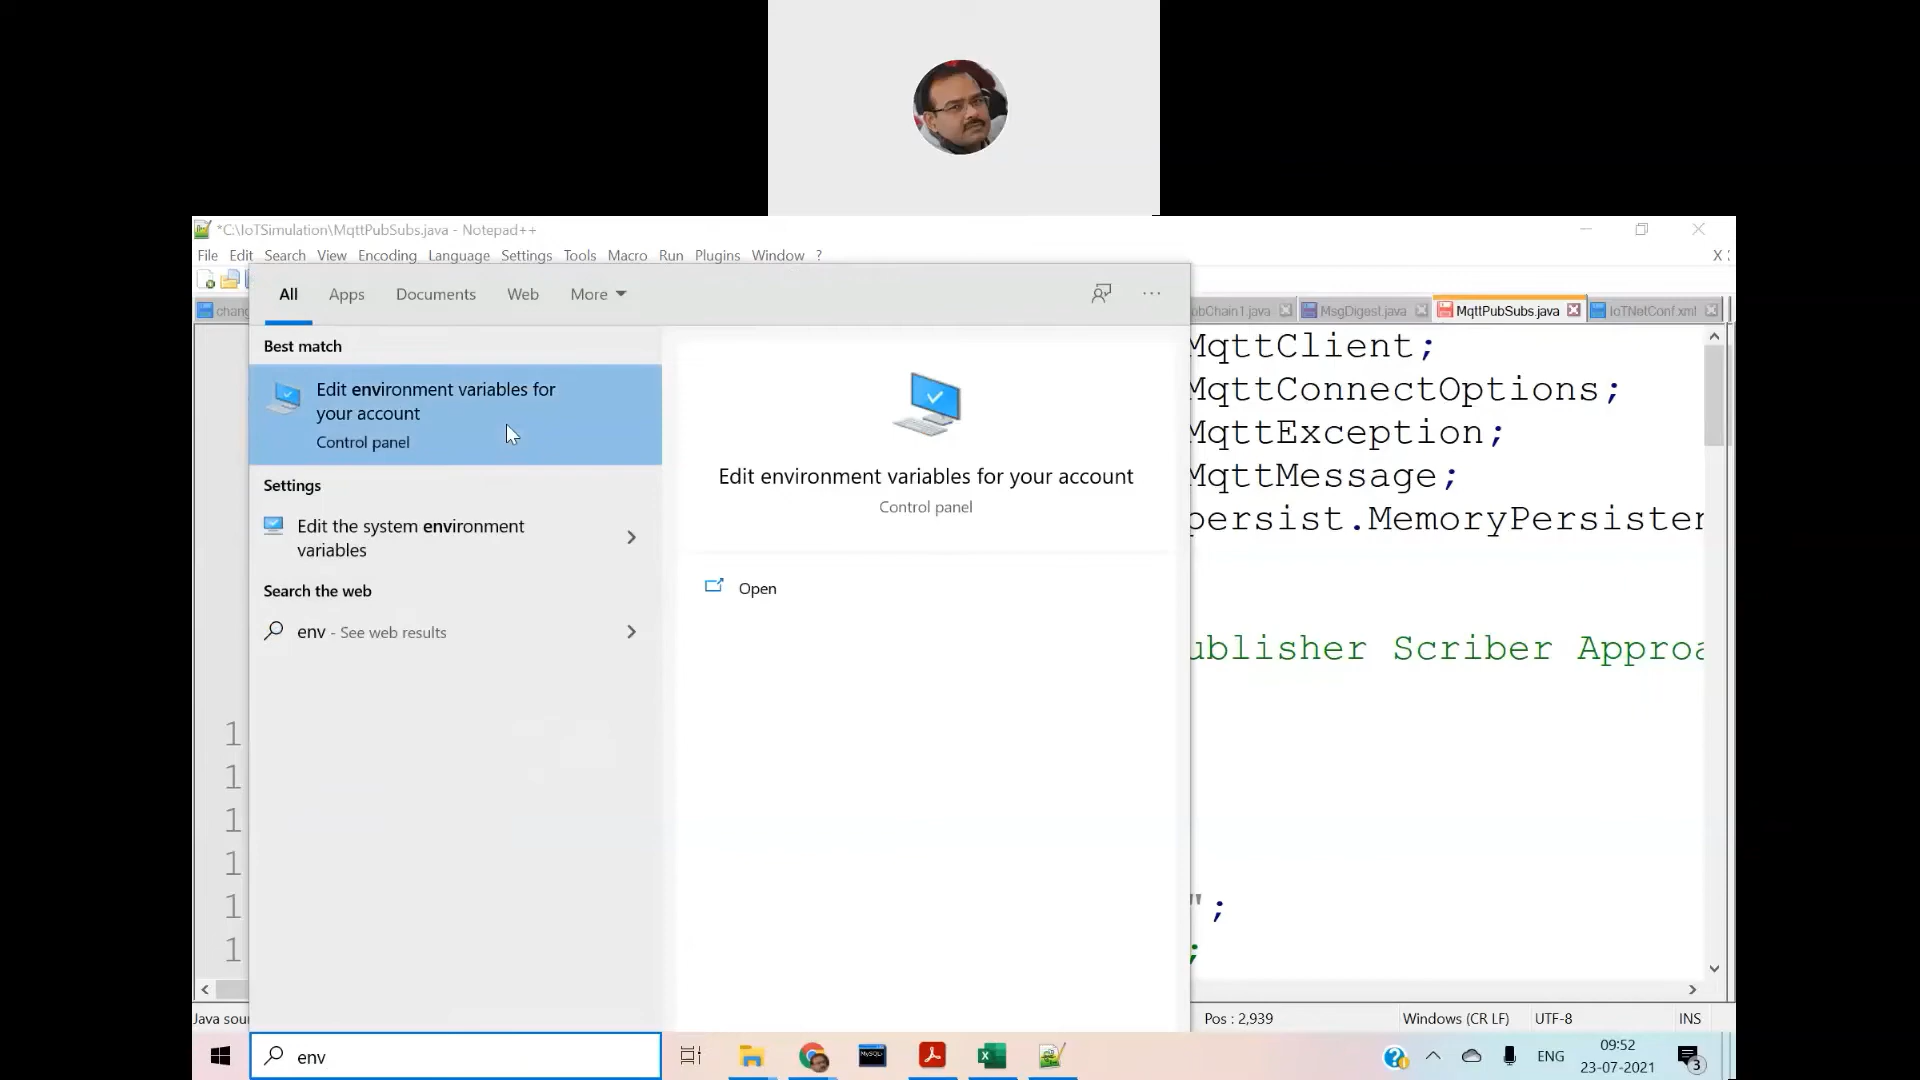 *C:\IoTSimulation\MqttPubSubs.java - Notepad++
File Edit Search View Encoding Language Settings Tools Macro Run Plugins Window ?
X
All Apps Documents Web More
chang
obChain1.java MsgDigest.java MqttPubSubs.java IoTNetConf.xml
Best match
Edit environment variables for
your account
Control panel
Settings
Edit the system environment
variables
Search the web
env - See web results
Edit environment variables for your account
Control panel
Open
MqttClient;
MqttConnectOptions;
MqttException;
MqttMessage;
persist.MemoryPersisten
ublisher Scriber Approa
";
;
1
1
1
1
1
1
Java sou
Pos : 2,939 Windows (CR LF) UTF-8 INS
env
MySQL
ENG
09:52
23-07-2021
3